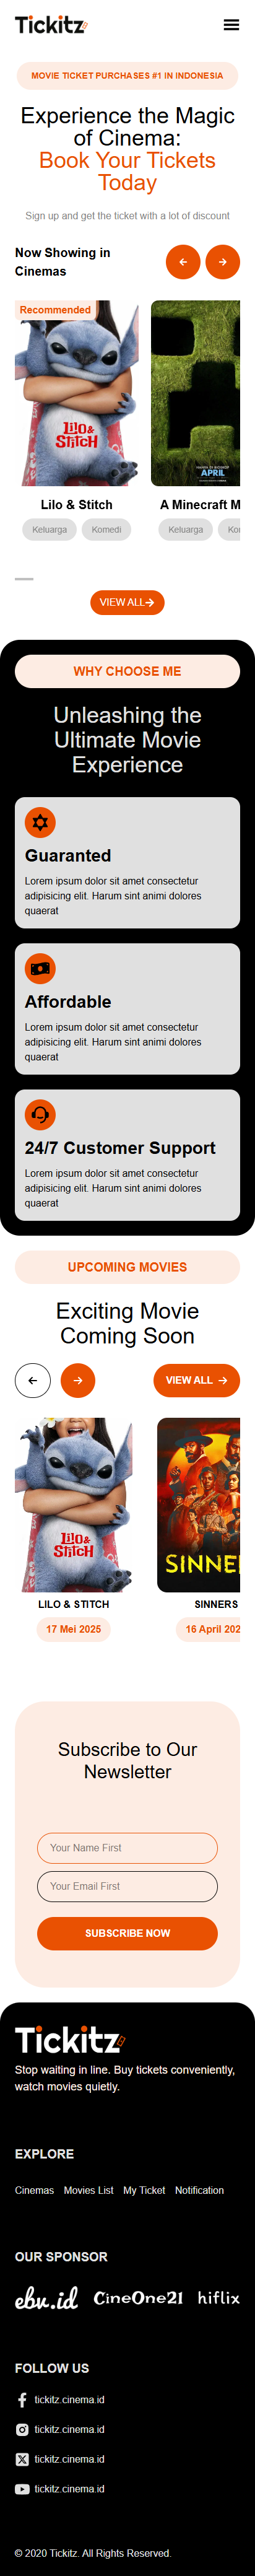 Tickitz
MOVIE TICKET PURCHASES #1 IN INDONESIA
Experience the Magic
of Cinema:
Book Your Tickets
Today
Sign up and get the ticket with a lot of discount
Now Showing in
Cinemas
Recommended
LiLO &
STiTCH
APRIL
Lilo & Stitch
A Minecraft M
Keluarga
Komedi
Keluarga
Ko
VIEW ALL
WHY CHOOSE ME
Unleashing the
Ultimate Movie
Experience
Guaranted
Lorem ipsum dolor sit amet consectetur
adipisicing elit. Harum sint animi dolores
quaerat
Affordable
Lorem ipsum dolor sit amet consectetur
adipisicing elit. Harum sint animi dolores
quaerat
24/7 Customer Support
Lorem ipsum dolor sit amet consectetur
adipisicing elit. Harum sint animi dolores
quaerat
UPCOMING MOVIES
Exciting Movie
Coming Soon
VIEW ALL
LiLO &
STiTCH
SINNE
LILO & STITCH
SINNERS
17 Mei 2025
16 April 202
Subscribe to Our
Newsletter
Your Name First
Your Email First
SUBSCRIBE NOW
Tickitz
Stop waiting in line. Buy tickets conveniently,
watch movies quietly.
EXPLORE
Cinemas
Movies List
My Ticket
Notification
OUR SPONSOR
ebv.id
CineOne21
hiflix
FOLLOW US
tickitz.cinema.id
tickitz.cinema.id
tickitz.cinema.id
tickitz.cinema.id
© 2020 Tickitz. All Rights Reserved.